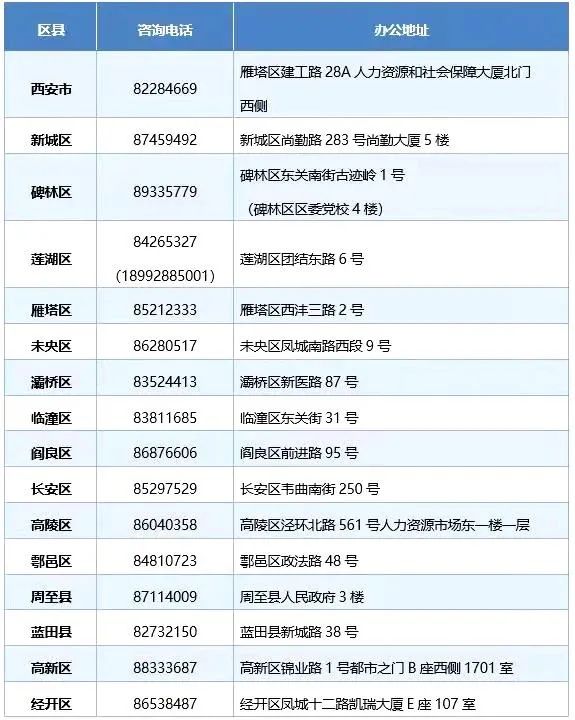 区县 咨询电话 办公地址
西安市 82284669 雁塔区建工路 28A 人力资源和社会保障大厦北门
西侧
新城区 87459492 新城区尚勤路 283 号尚勤大厦 5 楼
碑林区 89335779 碑林区东关南街古迹岭 1 号
（碑林区区委党校 4 楼）
莲湖区 84265327 莲湖区团结东路 6 号
(18992885001)
雁塔区 85212333 雁塔区西沣三路 2 号
未央区 86280517 未央区凤城南路西段 9 号
灞桥区 83524413 灞桥区新医路 87 号
临潼区 83811685 临潼区东关街 31 号
阎良区 86876606 阎良区前进路 95 号
长安区 85297529 长安区韦曲南街 250 号
高陵区 86040358 高陵区泾环北路 561 号人力资源市场东一楼一层
鄠邑区 84810723 鄠邑区政法路 48 号
周至县 87114009 周至县人民政府 3 楼
蓝田县 82732150 蓝田县新城路 38 号
高新区 88333687 高新区锦业路 1 号都市之门 B 座西侧 1701 室
经开区 86538487 经开区凤城十二路凯瑞大厦 E 座 107 室